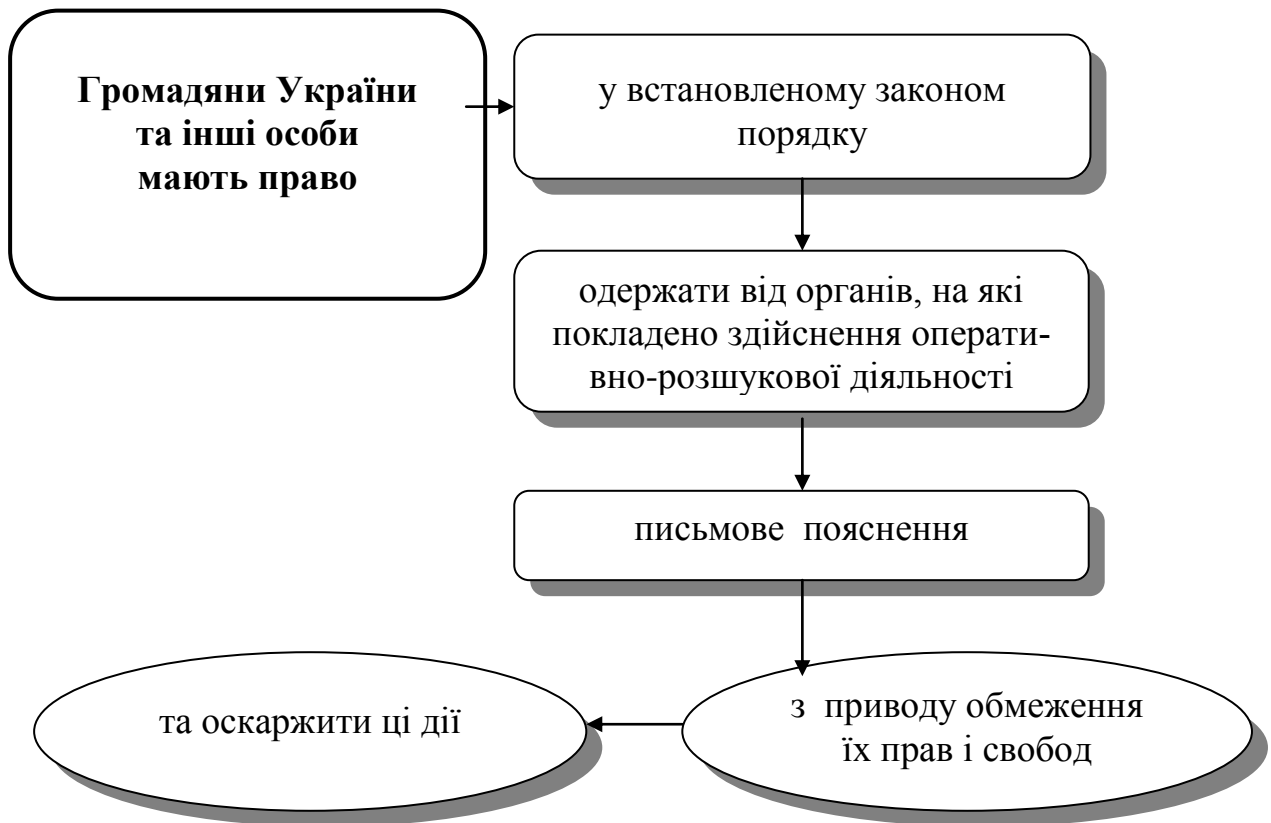 Громадяни України
та інші особи
мають право
у встановленому законом
порядку
одержати від органів, на які
покладено здійснення операти-
вно-розшукової діяльності
письмове пояснення
з приводу обмеження
їх прав і свобод
та оскаржити ці дії